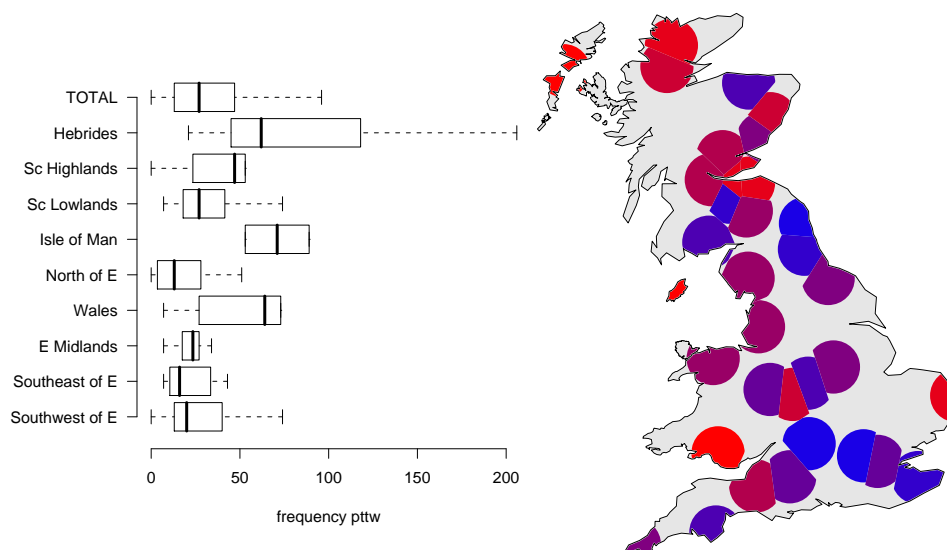 TOTAL
Hebrides
Sc Highlands
Sc Lowlands
Isle of Man
North of E
Wales
E Midlands
Southeast of E
Southwest of E
0 50 100 150 200
frequency pttw